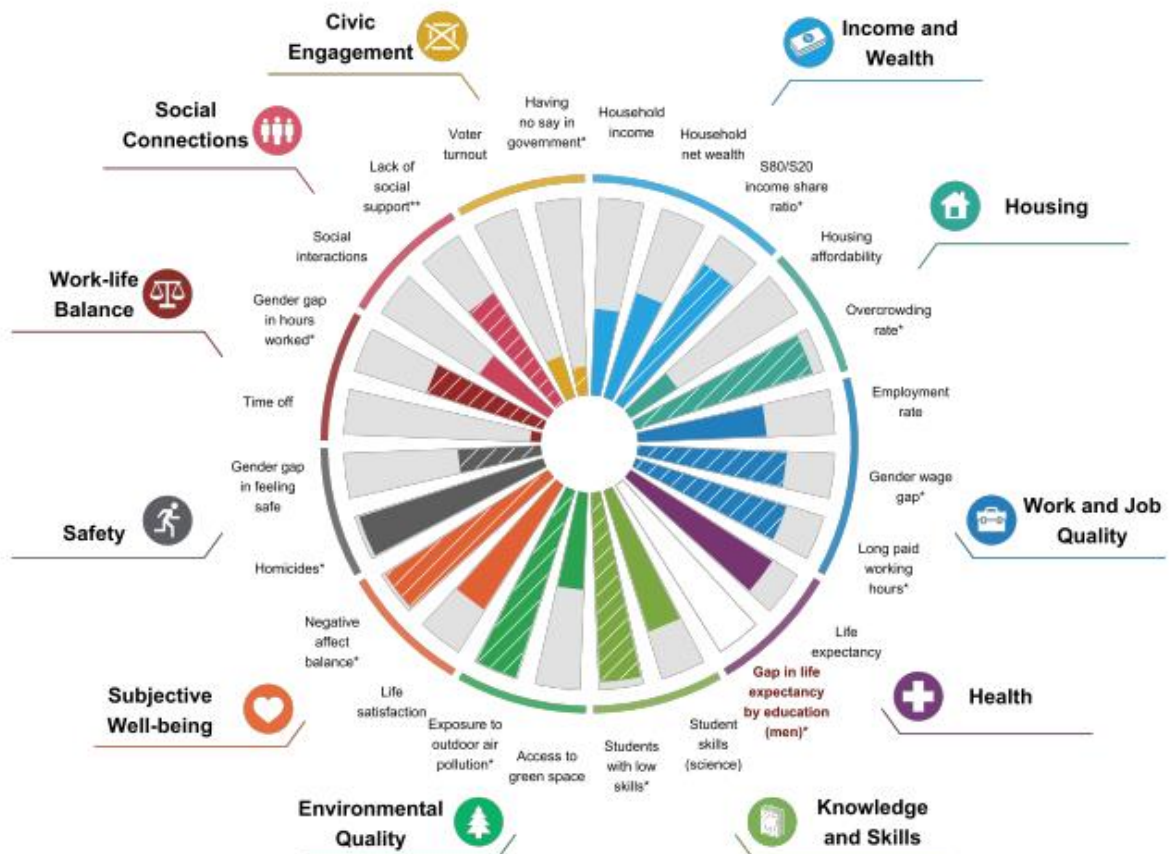 Civic
Engagement
Income and
Wealth
Social
Connections
Housing
Work-life
Balance
Safety
Work and Job
Quality
Subjective
Well-being
Health
Environmental
Quality
Knowledge
and Skills
Having
no say in
government*
Household
income
Household
net wealth
S80/S20
income share
ratio*
Housing
affordability
Overcrowding
rate*
Employment
rate
Gender wage
gap*
Long paid
working
hours*
Life
expectancy
Gap in life
expectancy
by education
(men)*
Student
skills
(science)
Students
with low
skills*
Access to
green space
Exposure to
outdoor air
pollution*
Life
satisfaction
Negative
affect
balance*
Homicides*
Gender gap
in feeling
safe
Time off
Gender gap
in hours
worked*
Social
interactions
Lack of
social
support**
Voter
turnout